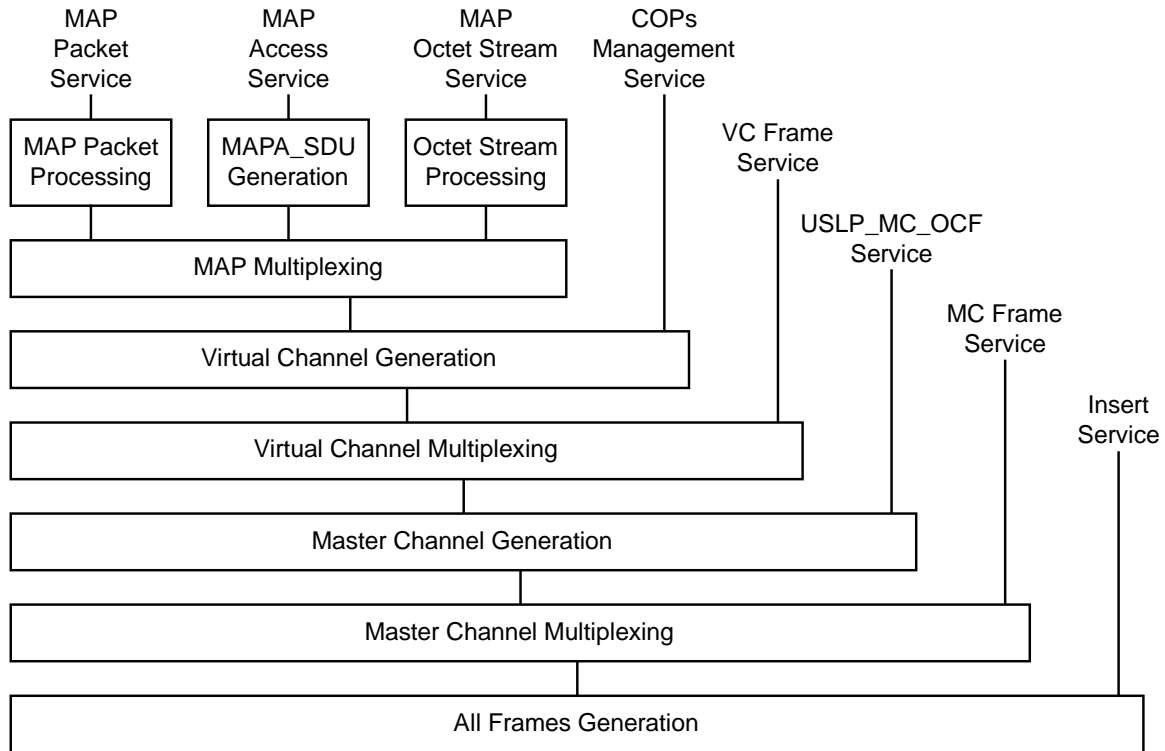 MAP
Packet
Service
MAP
Access
Service
MAP
Octet Stream
Service
COPs
Management
Service
MAP Packet
Processing
MAPA_SDU
Generation
Octet Stream
Processing
VC Frame
Service
USLP_MC_OCF
Service
MAP Multiplexing
MC Frame
Service
Virtual Channel Generation
Insert
Service
Virtual Channel Multiplexing
Master Channel Generation
Master Channel Multiplexing
All Frames Generation